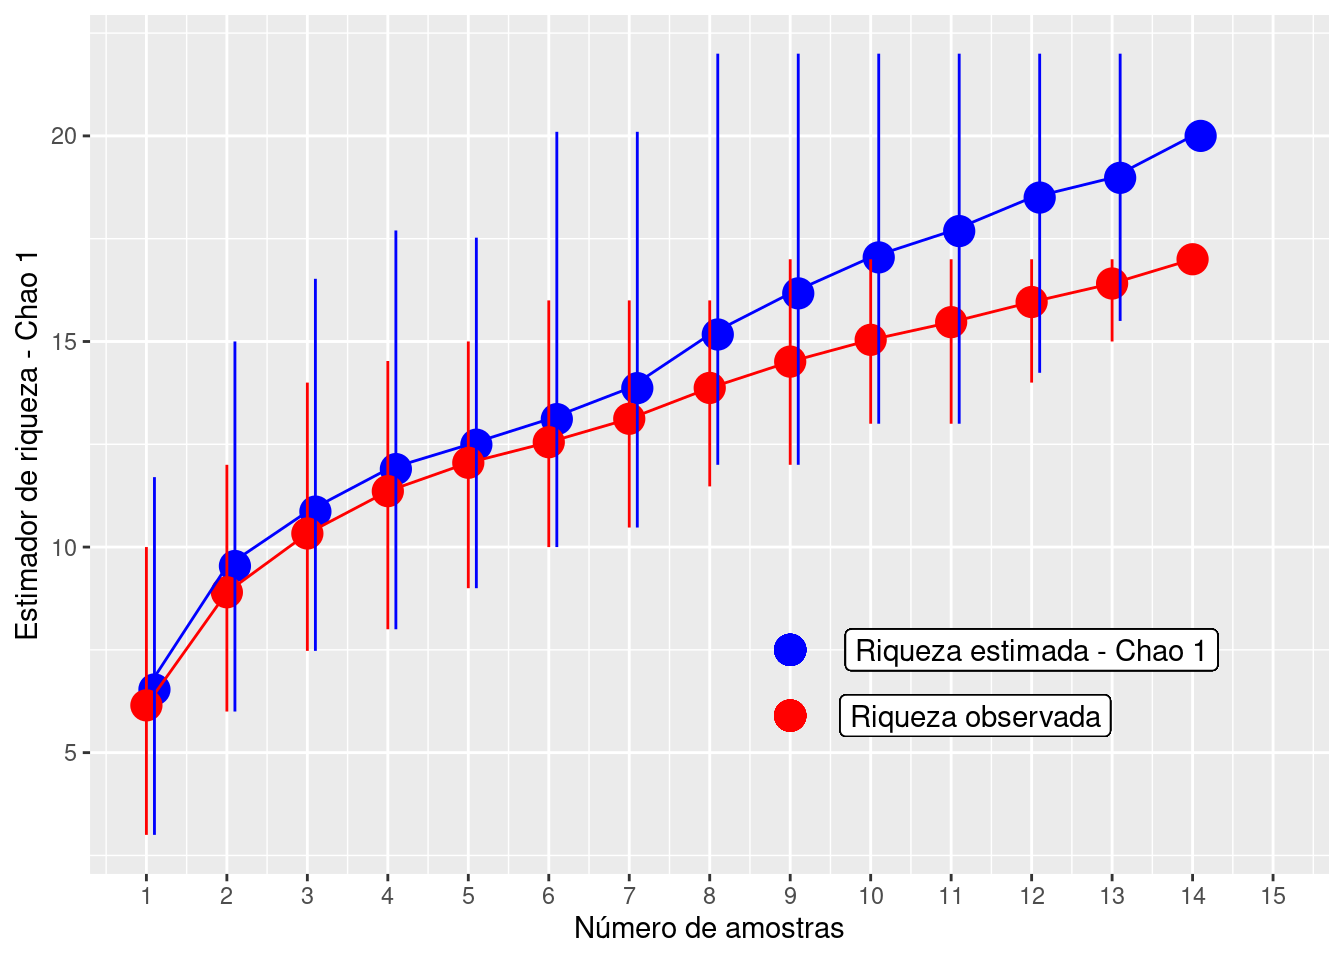 Estimador de riqueza - Chao 1
20
15
10
5
Riqueza estimada - Chao 1
Riqueza observada
1 2 3 4 5 6 7 8 9 10 11 12 13 14 15
Número de amostras